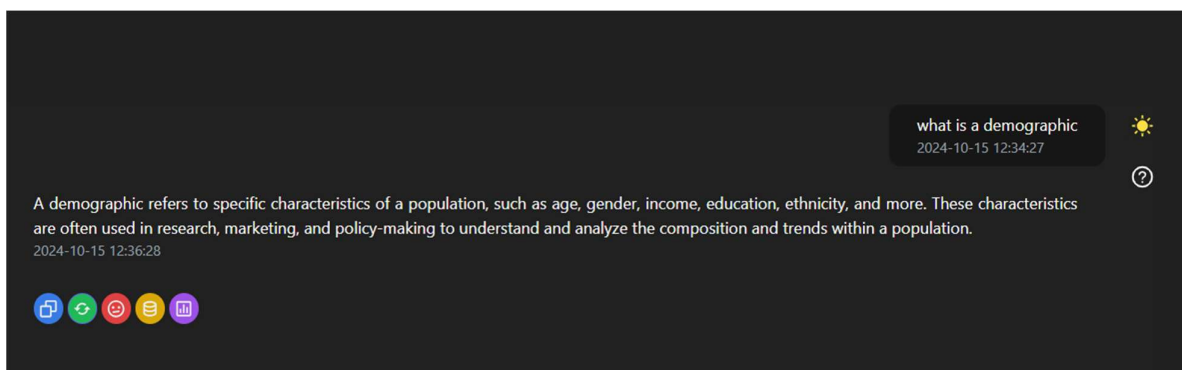 what is a demographic
2024-10-15 12:34:27
A demographic refers to specific characteristics of a population, such as age, gender, income, education, ethnicity, and more. These characteristics
are often used in research, marketing, and policy-making to understand and analyze the composition and trends within a population.
2024-10-15 12:36:28